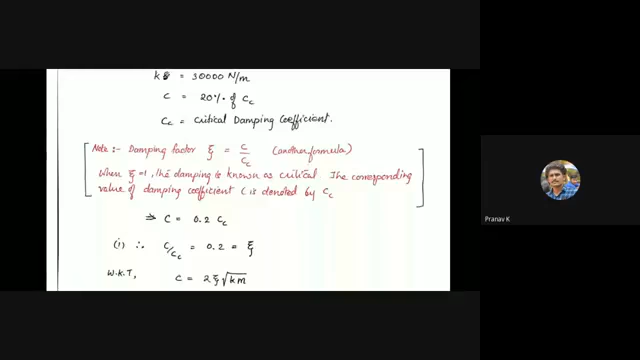 k = 30000 N/m
C = 20% of Cc
Cc = critical Damping Coefficient.
Note :- Damping factor ξ = C/Cc (another formula)
when ξ=1, the damping is known as critical. The corresponding
value of damping coefficient C is denoted by Cc
⇒ C = 0.2 Cc
(i) ∴ C/Cc = 0.2 = ξ
W.K.T, C = 2ξ√km
Pranav K